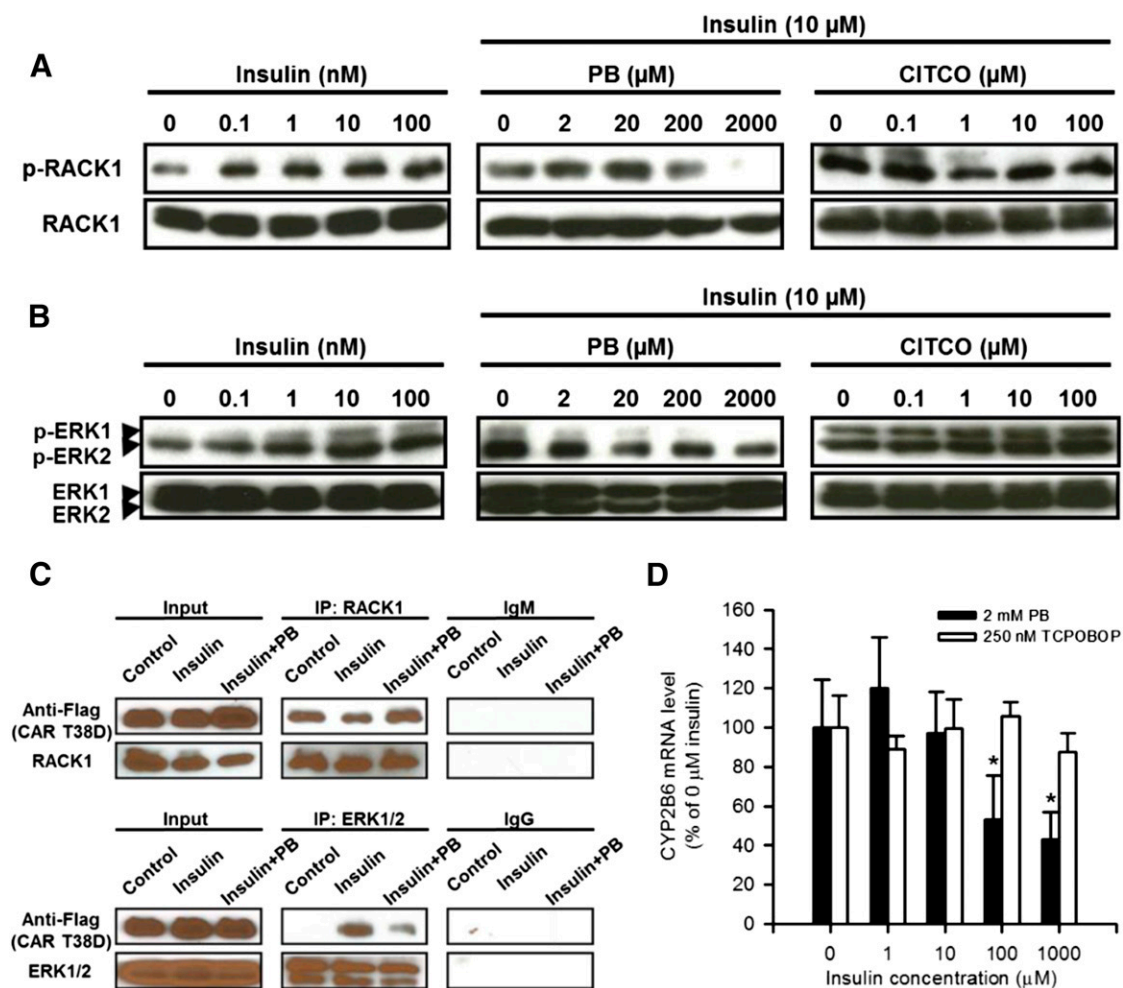 Insulin (10 µM)
A
Insulin (nM)
PB (µM)
CITCO (µM)
0 0.1 1 10 100
0 2 20 200 2000
0 0.1 1 10 100
p-RACK1
RACK1
Insulin (10 µM)
B
Insulin (nM)
PB (µM)
CITCO (µM)
0 0.1 1 10 100
0 2 20 200 2000
0 0.1 1 10 100
p-ERK1
p-ERK2
ERK1
ERK2
C
Input
IP: RACK1
IgM
Control
Insulin
Insulin+PB
Control
Insulin
Insulin+PB
Control
Insulin
Insulin+PB
Anti-Flag
(CAR T38D)
RACK1
Input
IP: ERK1/2
IgG
Control
Insulin
Insulin+PB
Control
Insulin
Insulin+PB
Control
Insulin
Insulin+PB
Anti-Flag
(CAR T38D)
ERK1/2
D
CYP2B6 mRNA level
(% of 0 µM insulin)
160
140
120
100
80
60
40
20
0
2 mM PB
250 nM TCPOBOP
*
*
0 1 10 100 1000
Insulin concentration (µM)